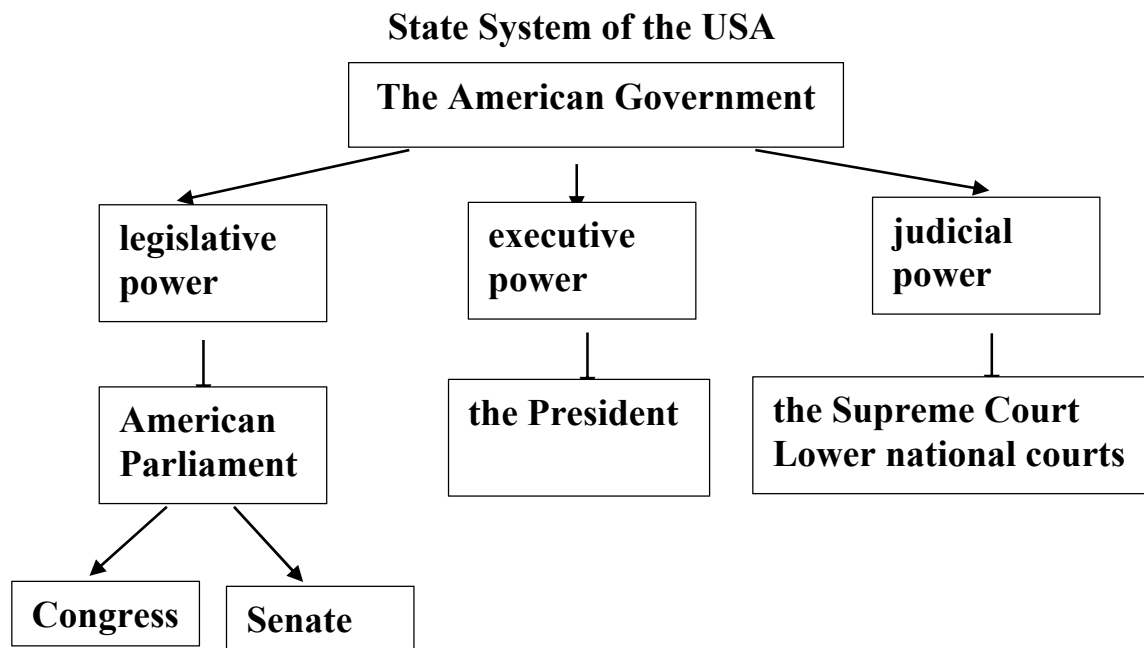 State System of the USA
The American Government
legislative
power
executive
power
judicial
power
American
Parliament
the President
the Supreme Court
Lower national courts
Congress
Senate